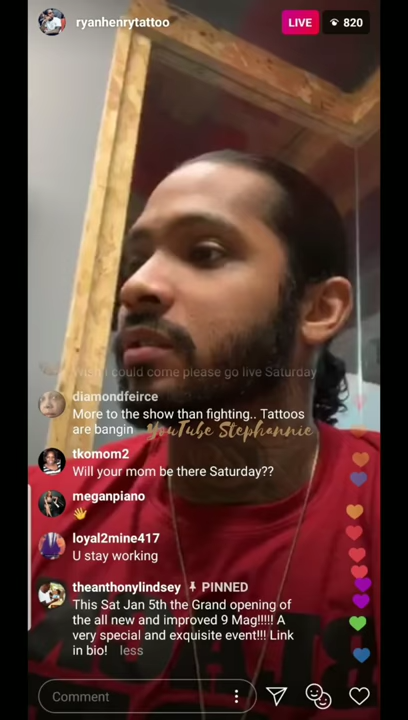 ryanhenrytattoo
LIVE
820
Wish I could come please go live Saturday
diamondfeirce
More to the show than fighting.. Tattoos
are bangin
YouTube Stephannie
tkomom2
Will your mom be there Saturday??
meganpiano
👋
loyal2mine417
U stay working
theanthonylindsey PINNED
This Sat Jan 5th the Grand opening of
the all new and improved 9 Mag!!!!! A
very special and exquisite event!!! Link
in bio! less
Comment